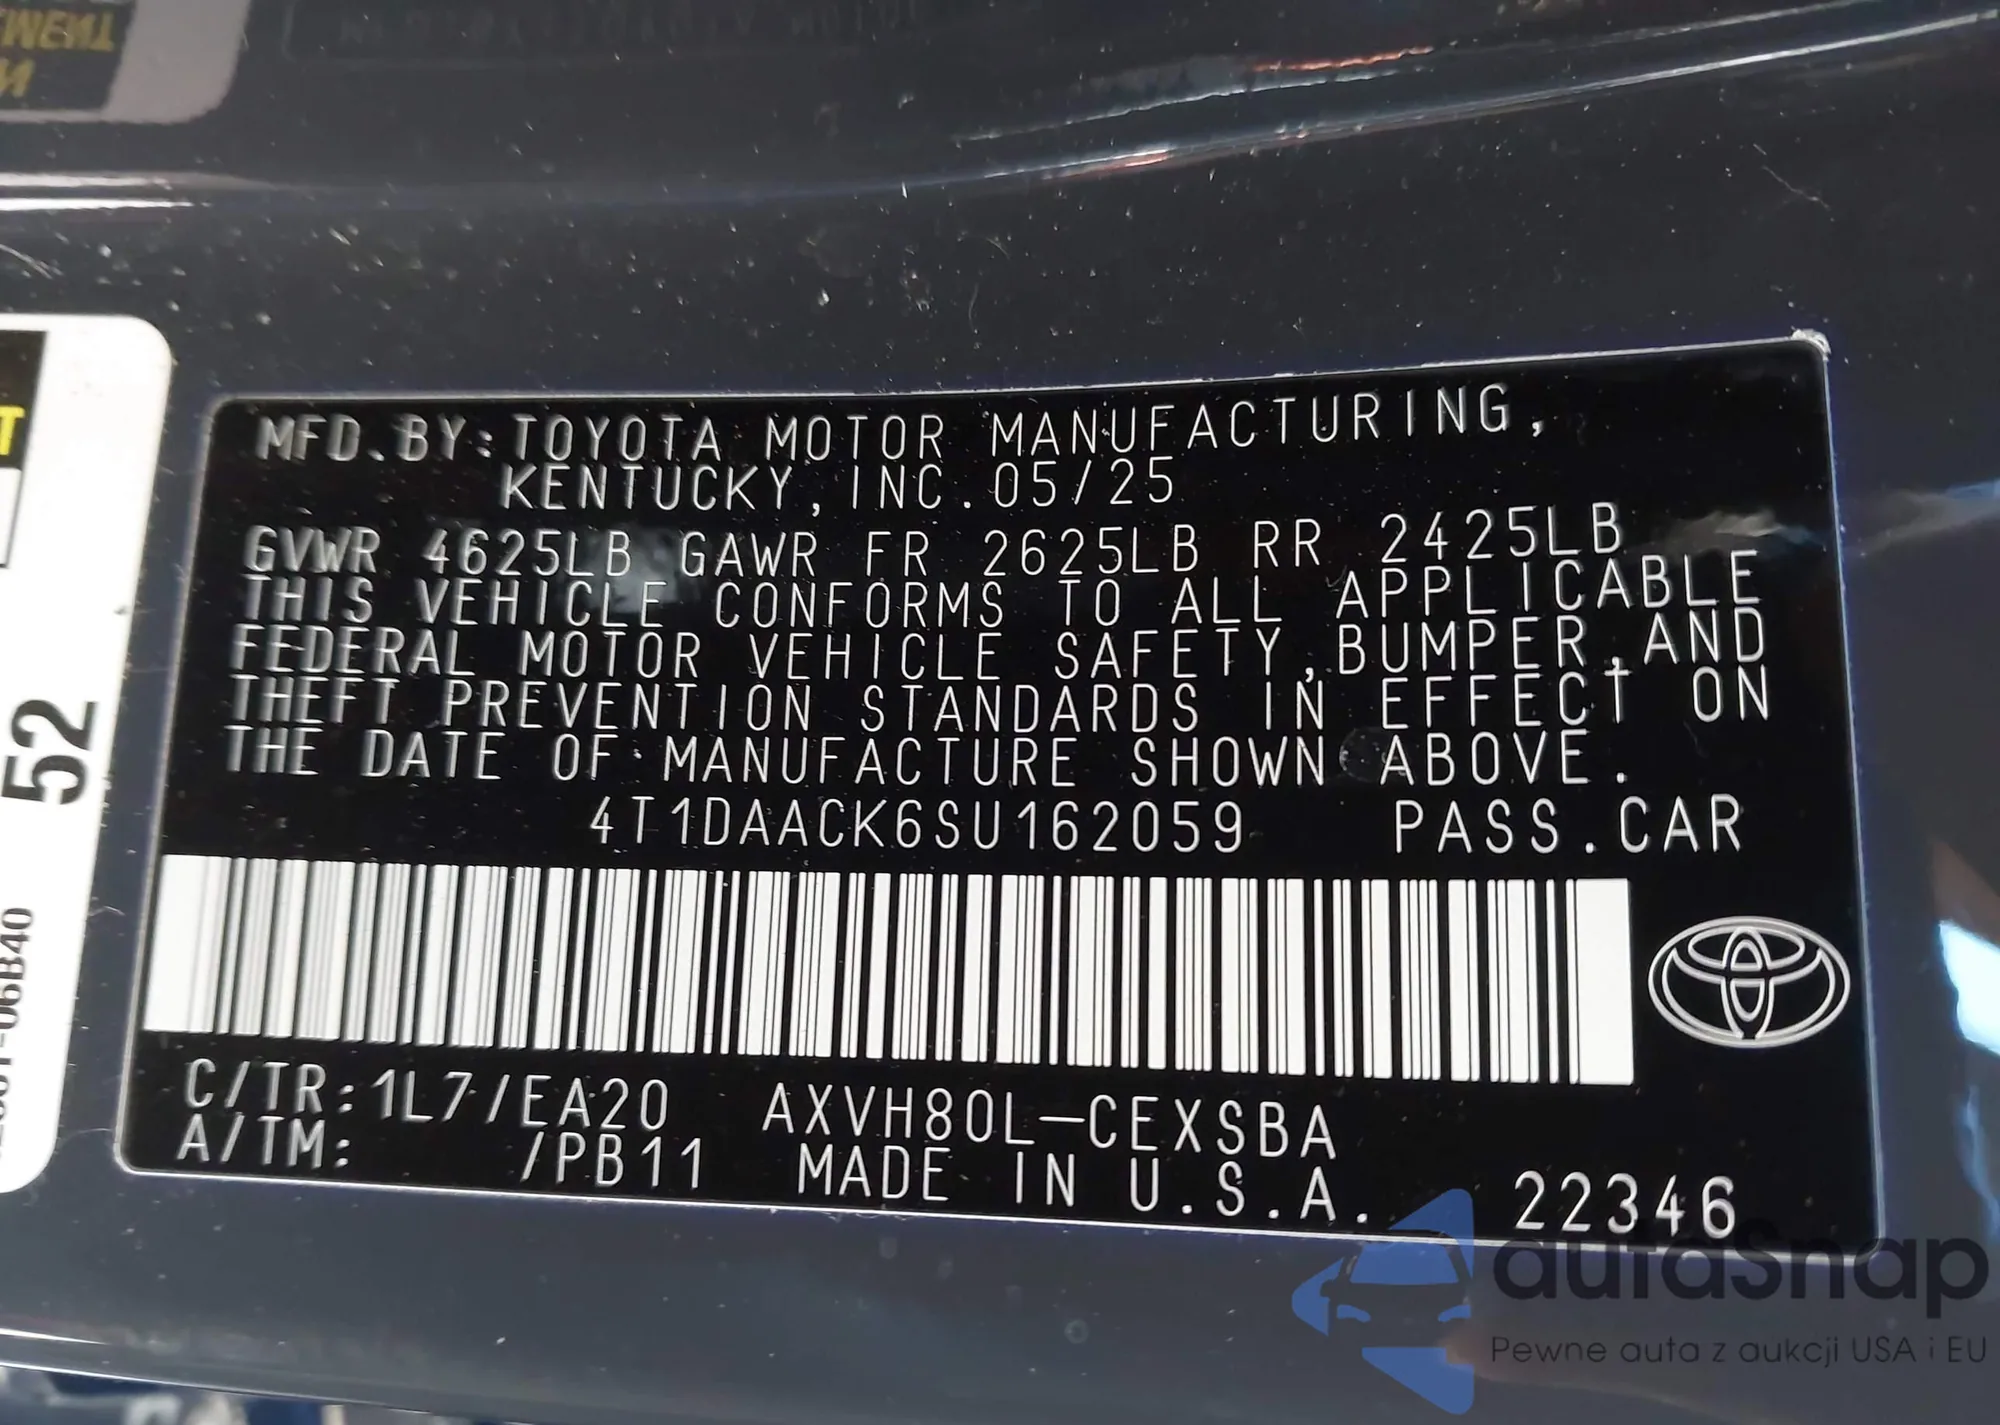 MFD.BY:TOYOTA MOTOR MANUFACTURING,
KENTUCKY,INC.05/25
GVWR 4625LB GAWR FR 2625LB RR 2425LB
THIS VEHICLE CONFORMS TO ALL APPLICABLE
FEDERAL MOTOR VEHICLE SAFETY,BUMPER,AND
THEFT PREVENTION STANDARDS IN EFFECT ON
THE DATE OF MANUFACTURE SHOWN ABOVE.
4T1DAACK6SU162059 PASS.CAR
C/TR:1L7/EA20 AXVH80L-CEXSBA
A/TM: /PB11 MADE IN U.S.A.
22346
52
06B40
autosnap
Pewne auta z aukcji USA i EU